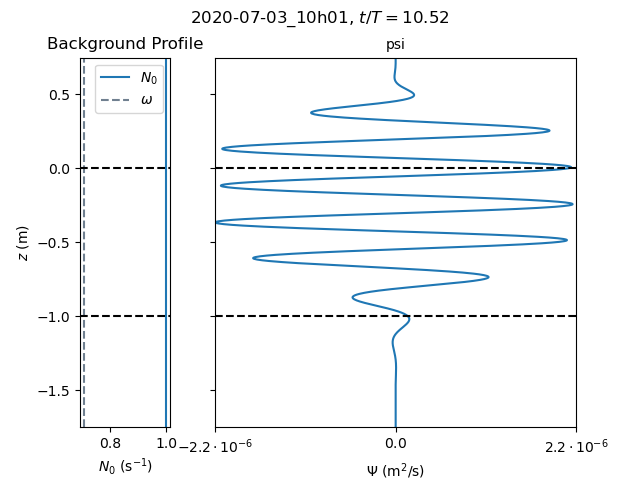 2020-07-03_10h01, t/T = 10.52
Background Profile
psi
N₀
ω
0.5
0.0
−0.5
−1.0
−1.5
z (m)
0.8
1.0
−2.2 · 10⁻⁶
0.0
2.2 · 10⁻⁶
N₀ (s⁻¹)
Ψ (m²/s)